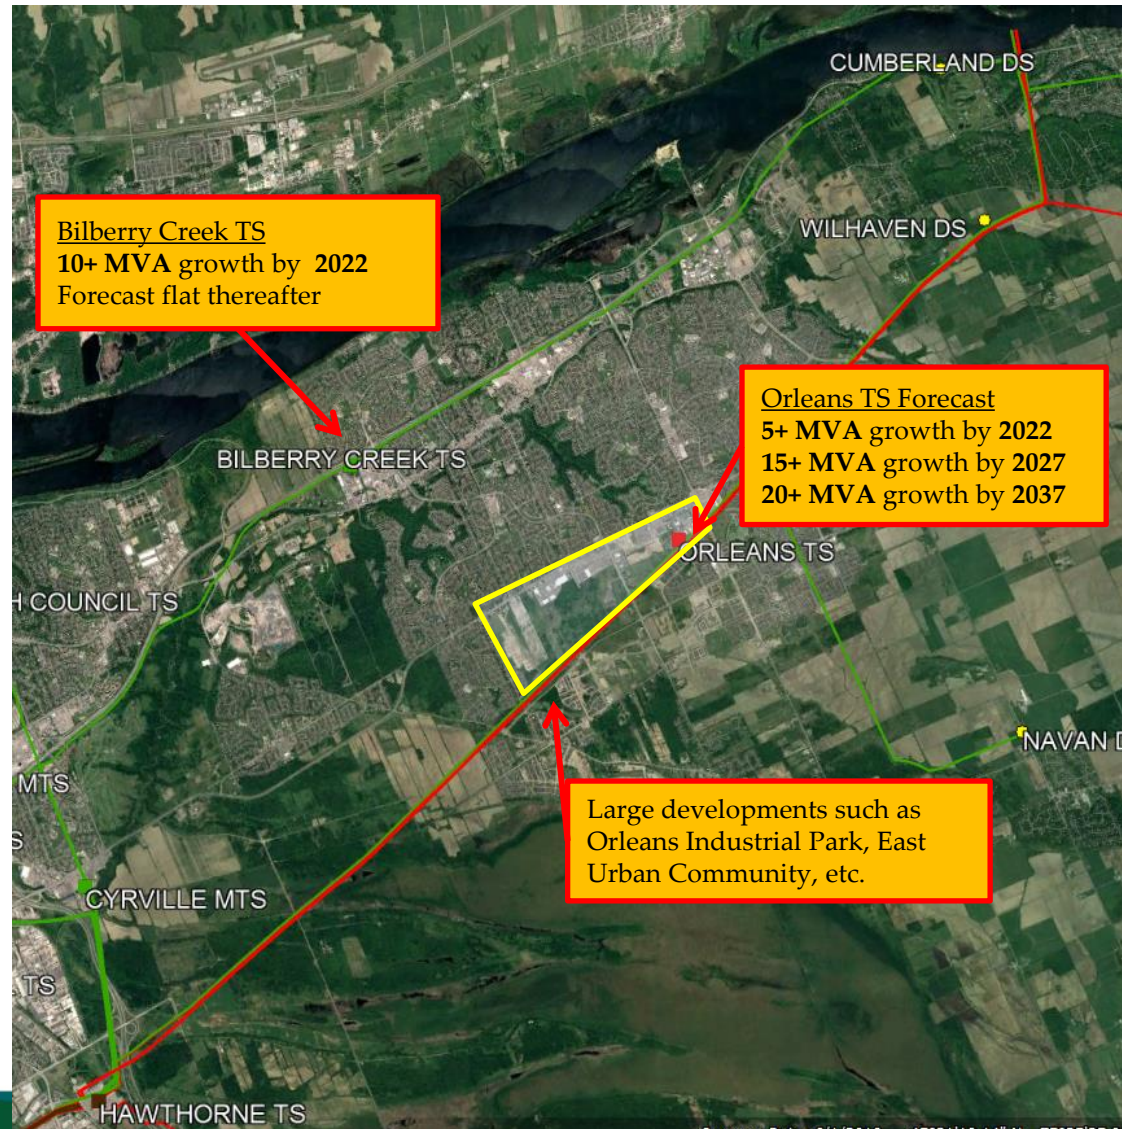 CUMBERLAND DS
Bilberry Creek TS
10+ MVA growth by 2022
Forecast flat thereafter
WILHAVEN DS
Orleans TS Forecast
5+ MVA growth by 2022
15+ MVA growth by 2027
20+ MVA growth by 2037
BILBERRY CREEK TS
ORLEANS TS
H COUNCIL TS
NAVAN D
MTS
S
Large developments such as
Orleans Industrial Park, East
Urban Community, etc.
CYRVILLE MTS
TS
HAWTHORNE TS